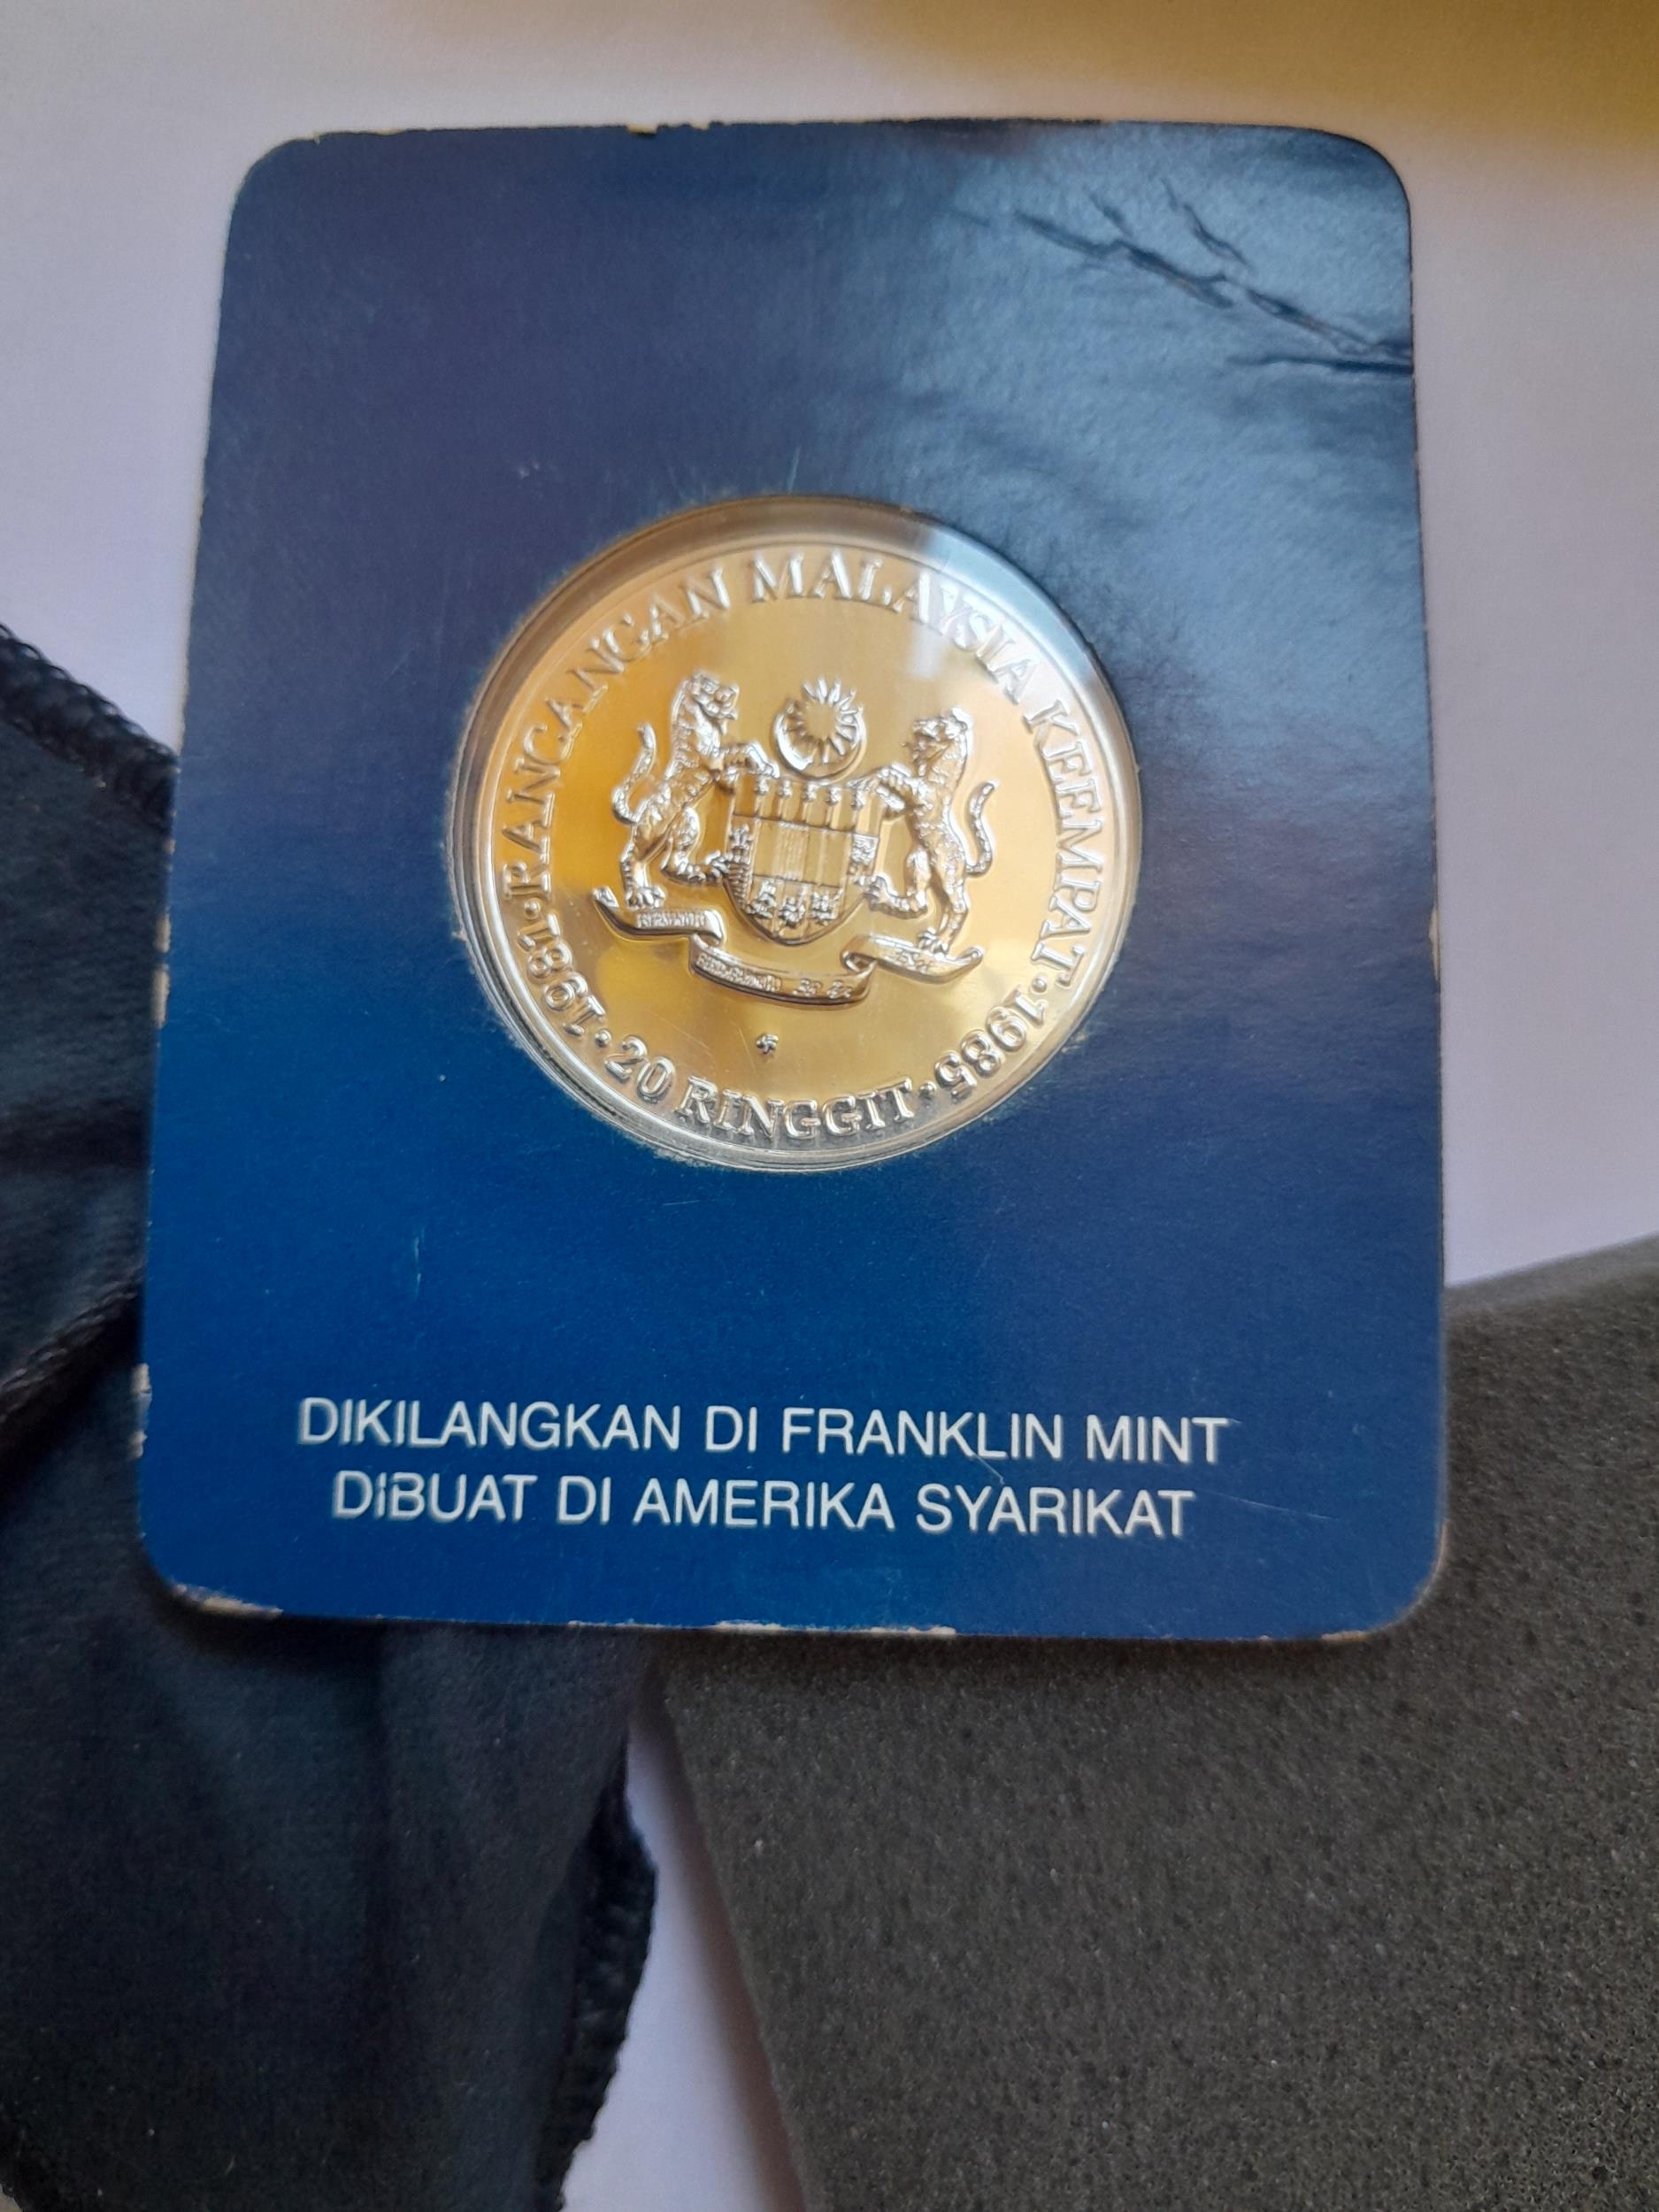 RANCANGAN MALAYSIA KEEMPAT
1981 · 20 RINGGIT · 1985
DIKILANGKAN DI FRANKLIN MINT
DIBUAT DI AMERIKA SYARIKAT